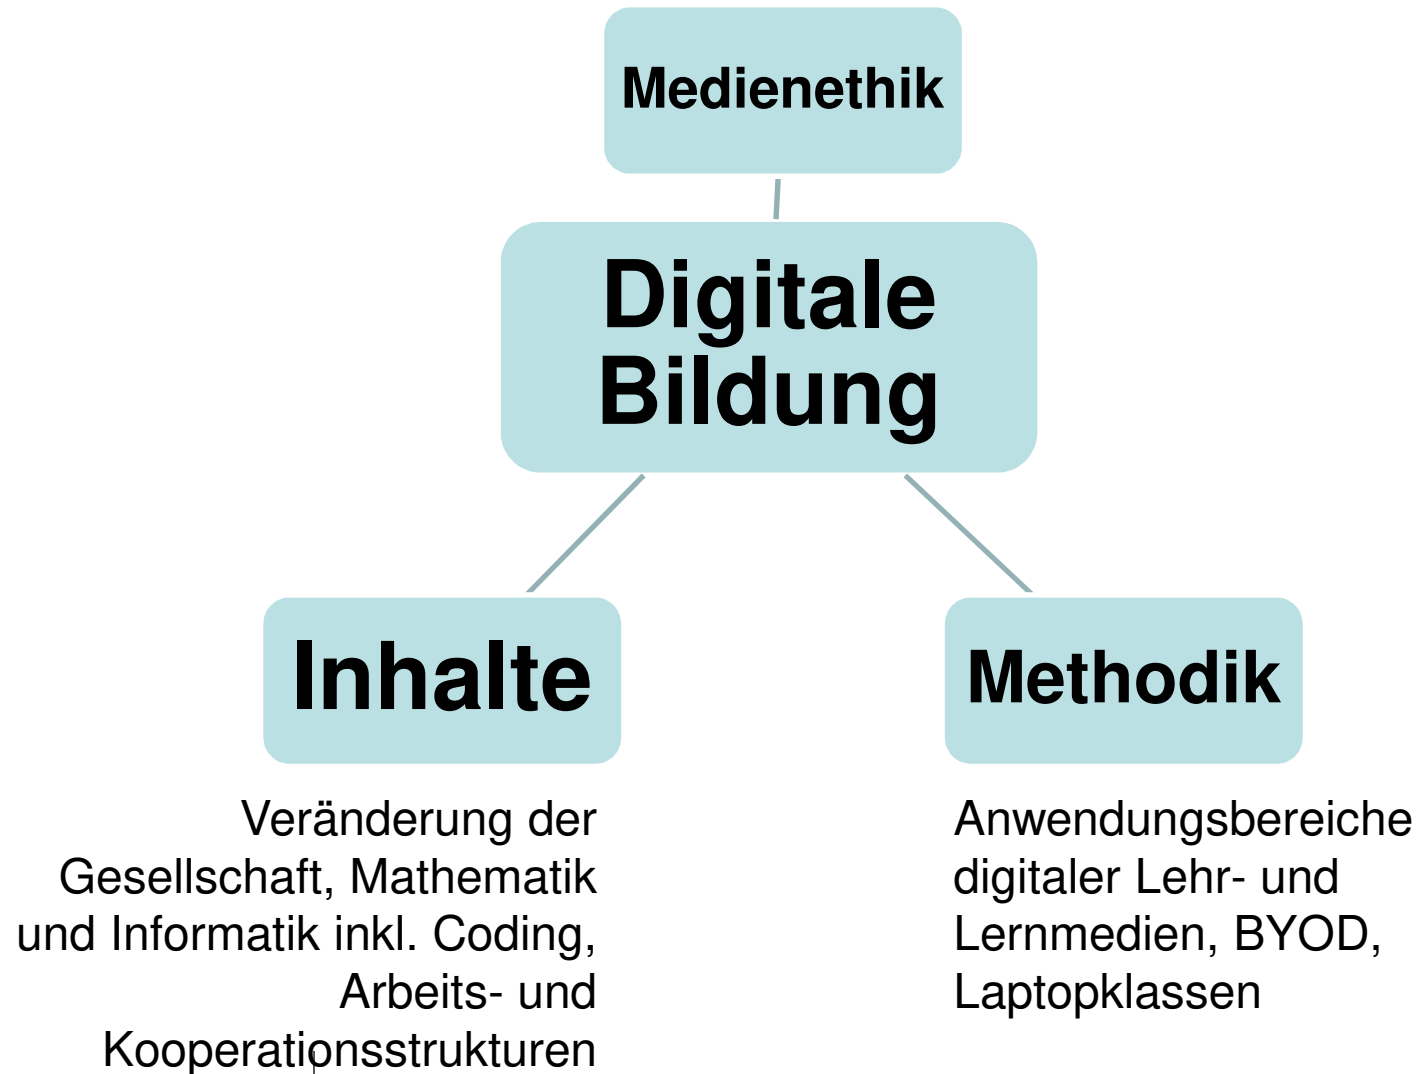 Medienethik
Digitale
Bildung
Inhalte
Methodik
Veränderung der
Gesellschaft, Mathematik
und Informatik inkl. Coding,
Arbeits- und
Kooperationsstrukturen
Anwendungsbereiche
digitaler Lehr- und
Lernmedien, BYOD,
Laptopklassen